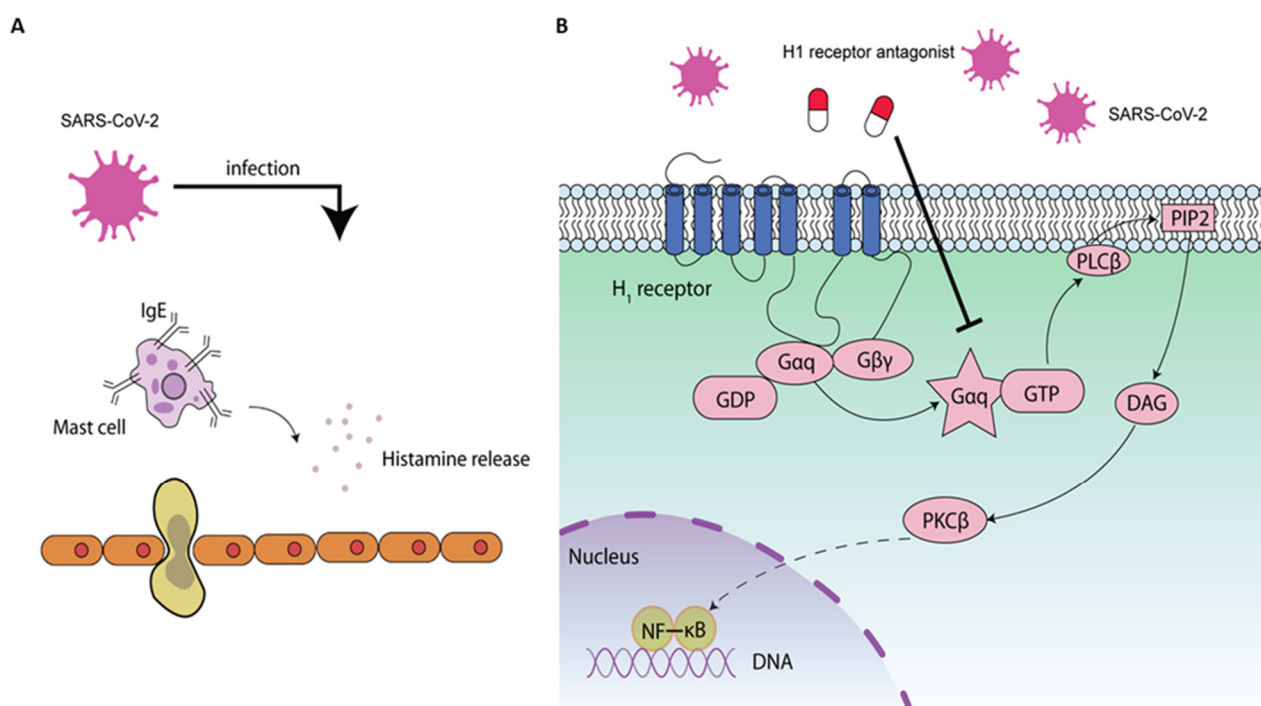 A
SARS-CoV-2
infection
IgE
Mast cell
Histamine release
B
H1 receptor antagonist
SARS-CoV-2
PIP2
PLCβ
H₁ receptor
Gαq
Gβγ
GDP
Gαq
GTP
DAG
PKCβ
Nucleus
NF-κB
DNA